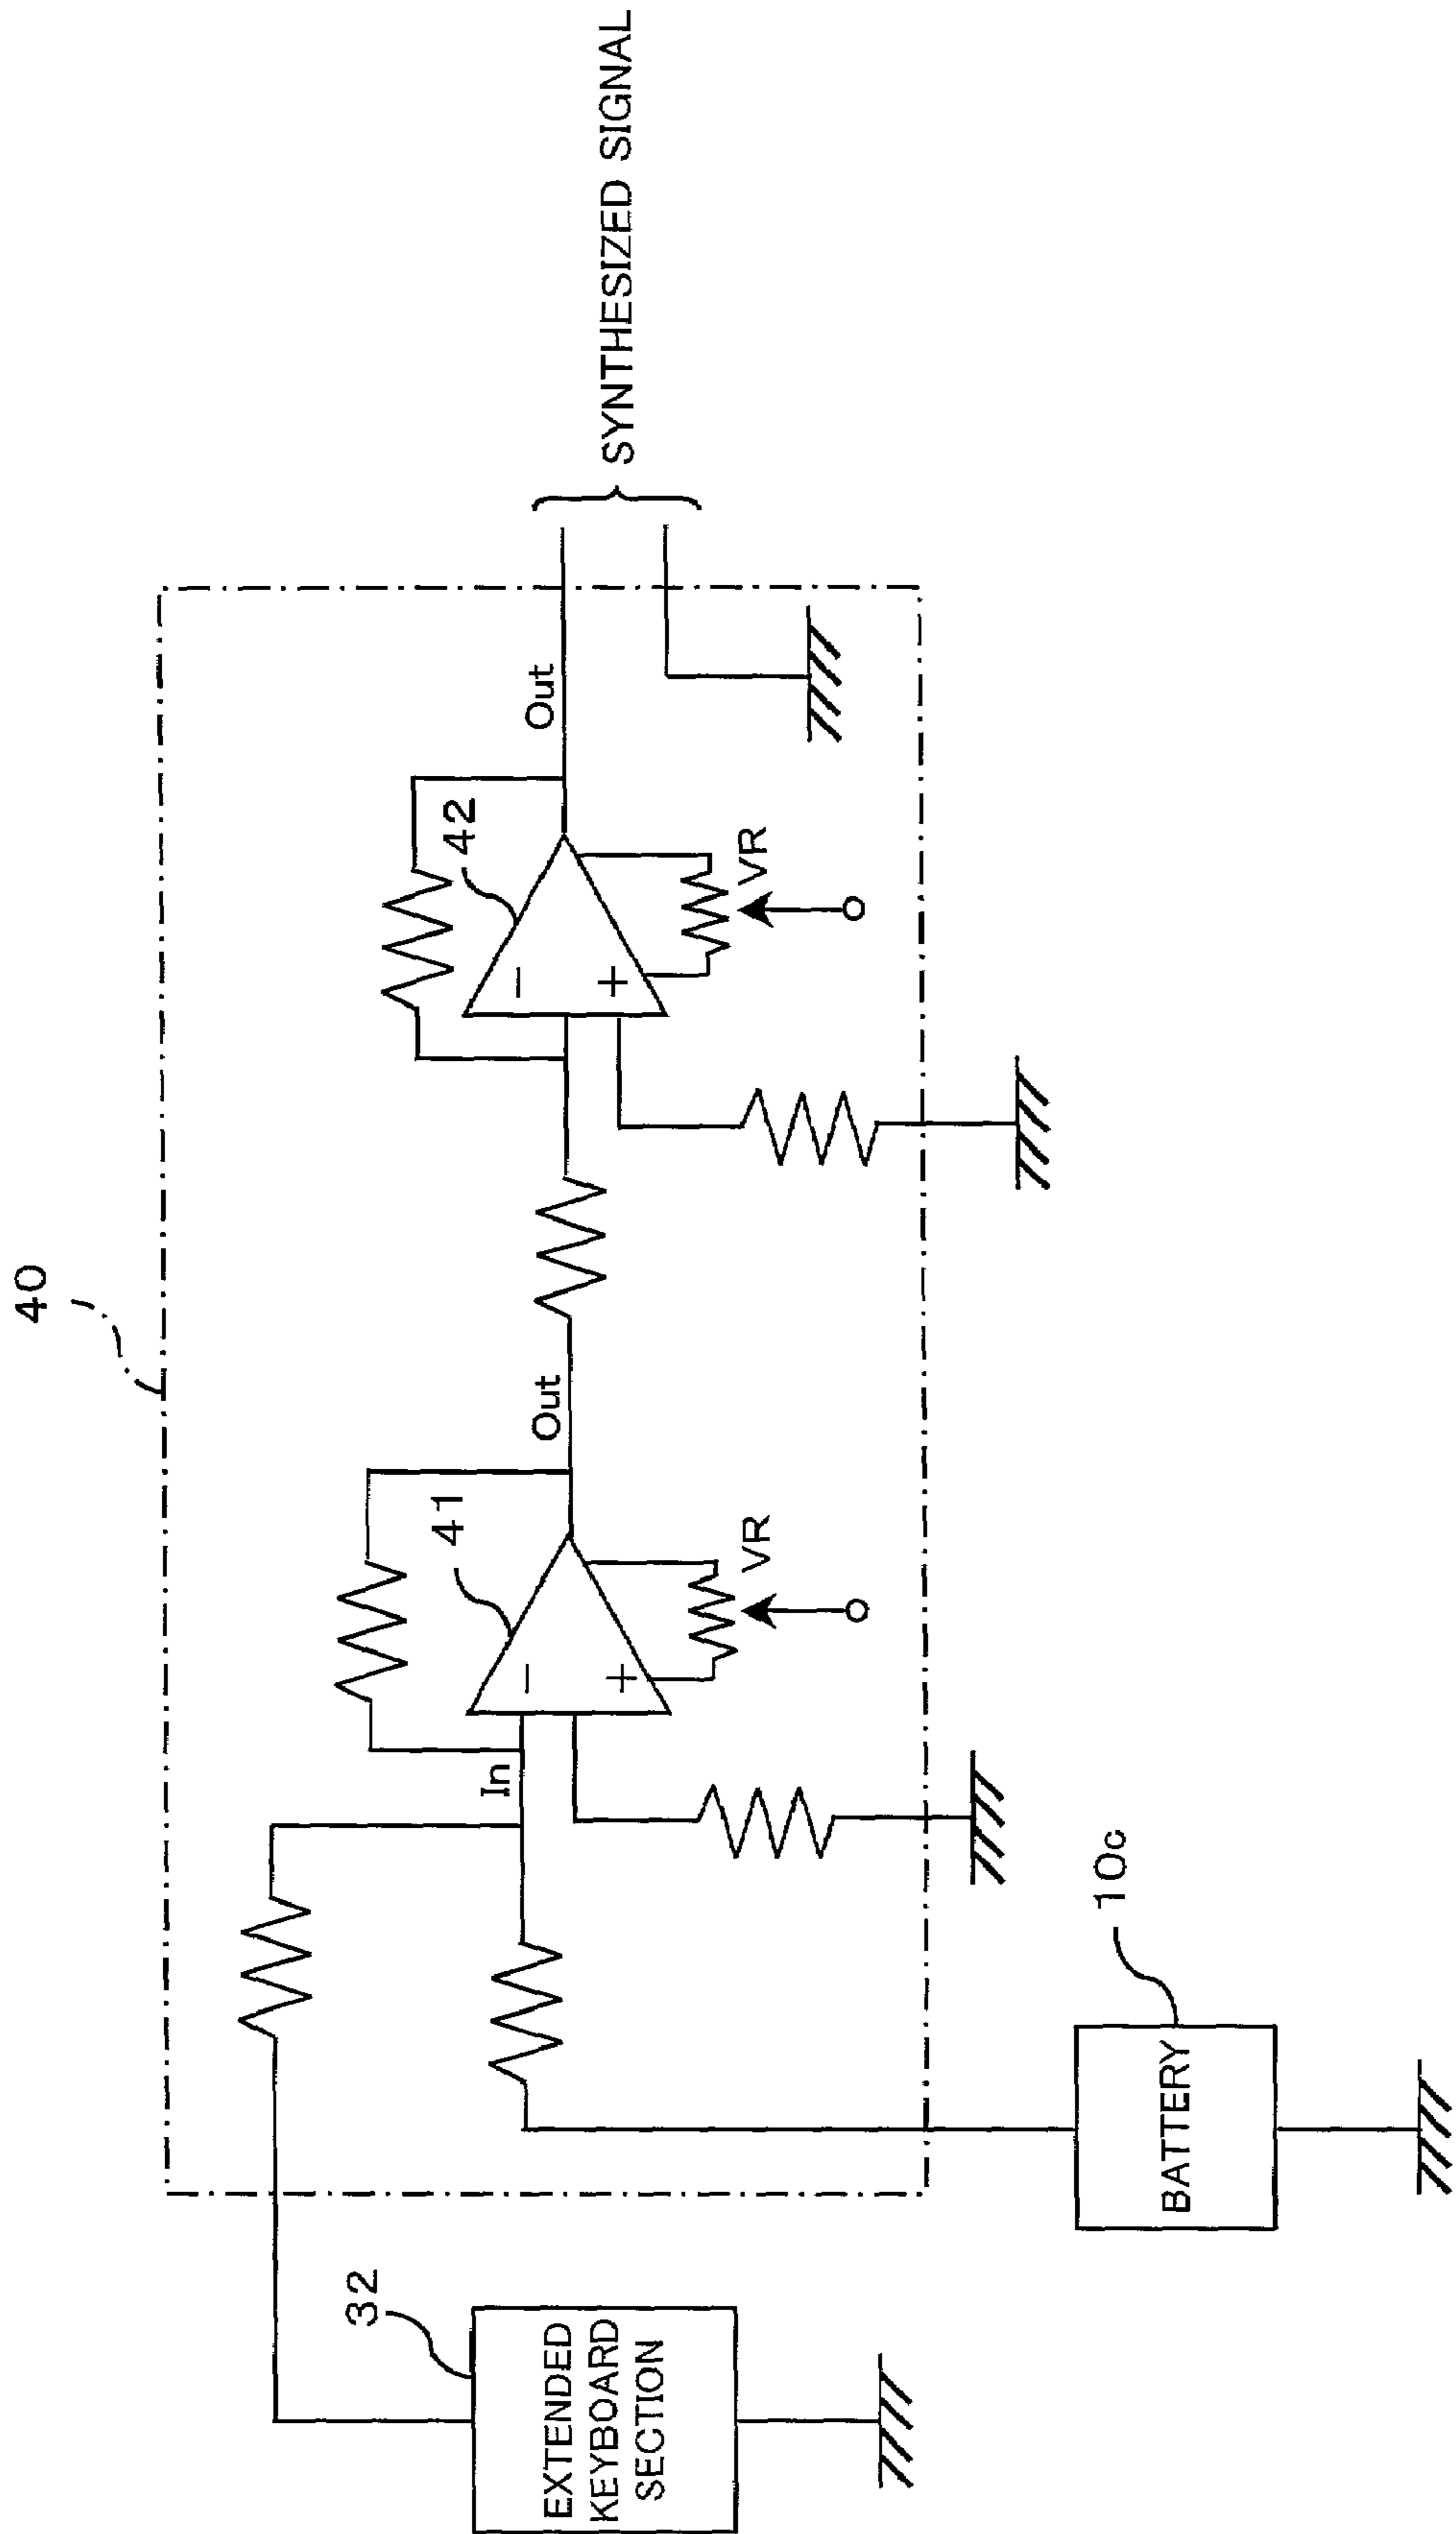 40
SYNTHESIZED SIGNAL
32
EXTENDED
KEYBOARD
SECTION
In
−
+
41
VR
Out
−
+
42
VR
Out
BATTERY
10c